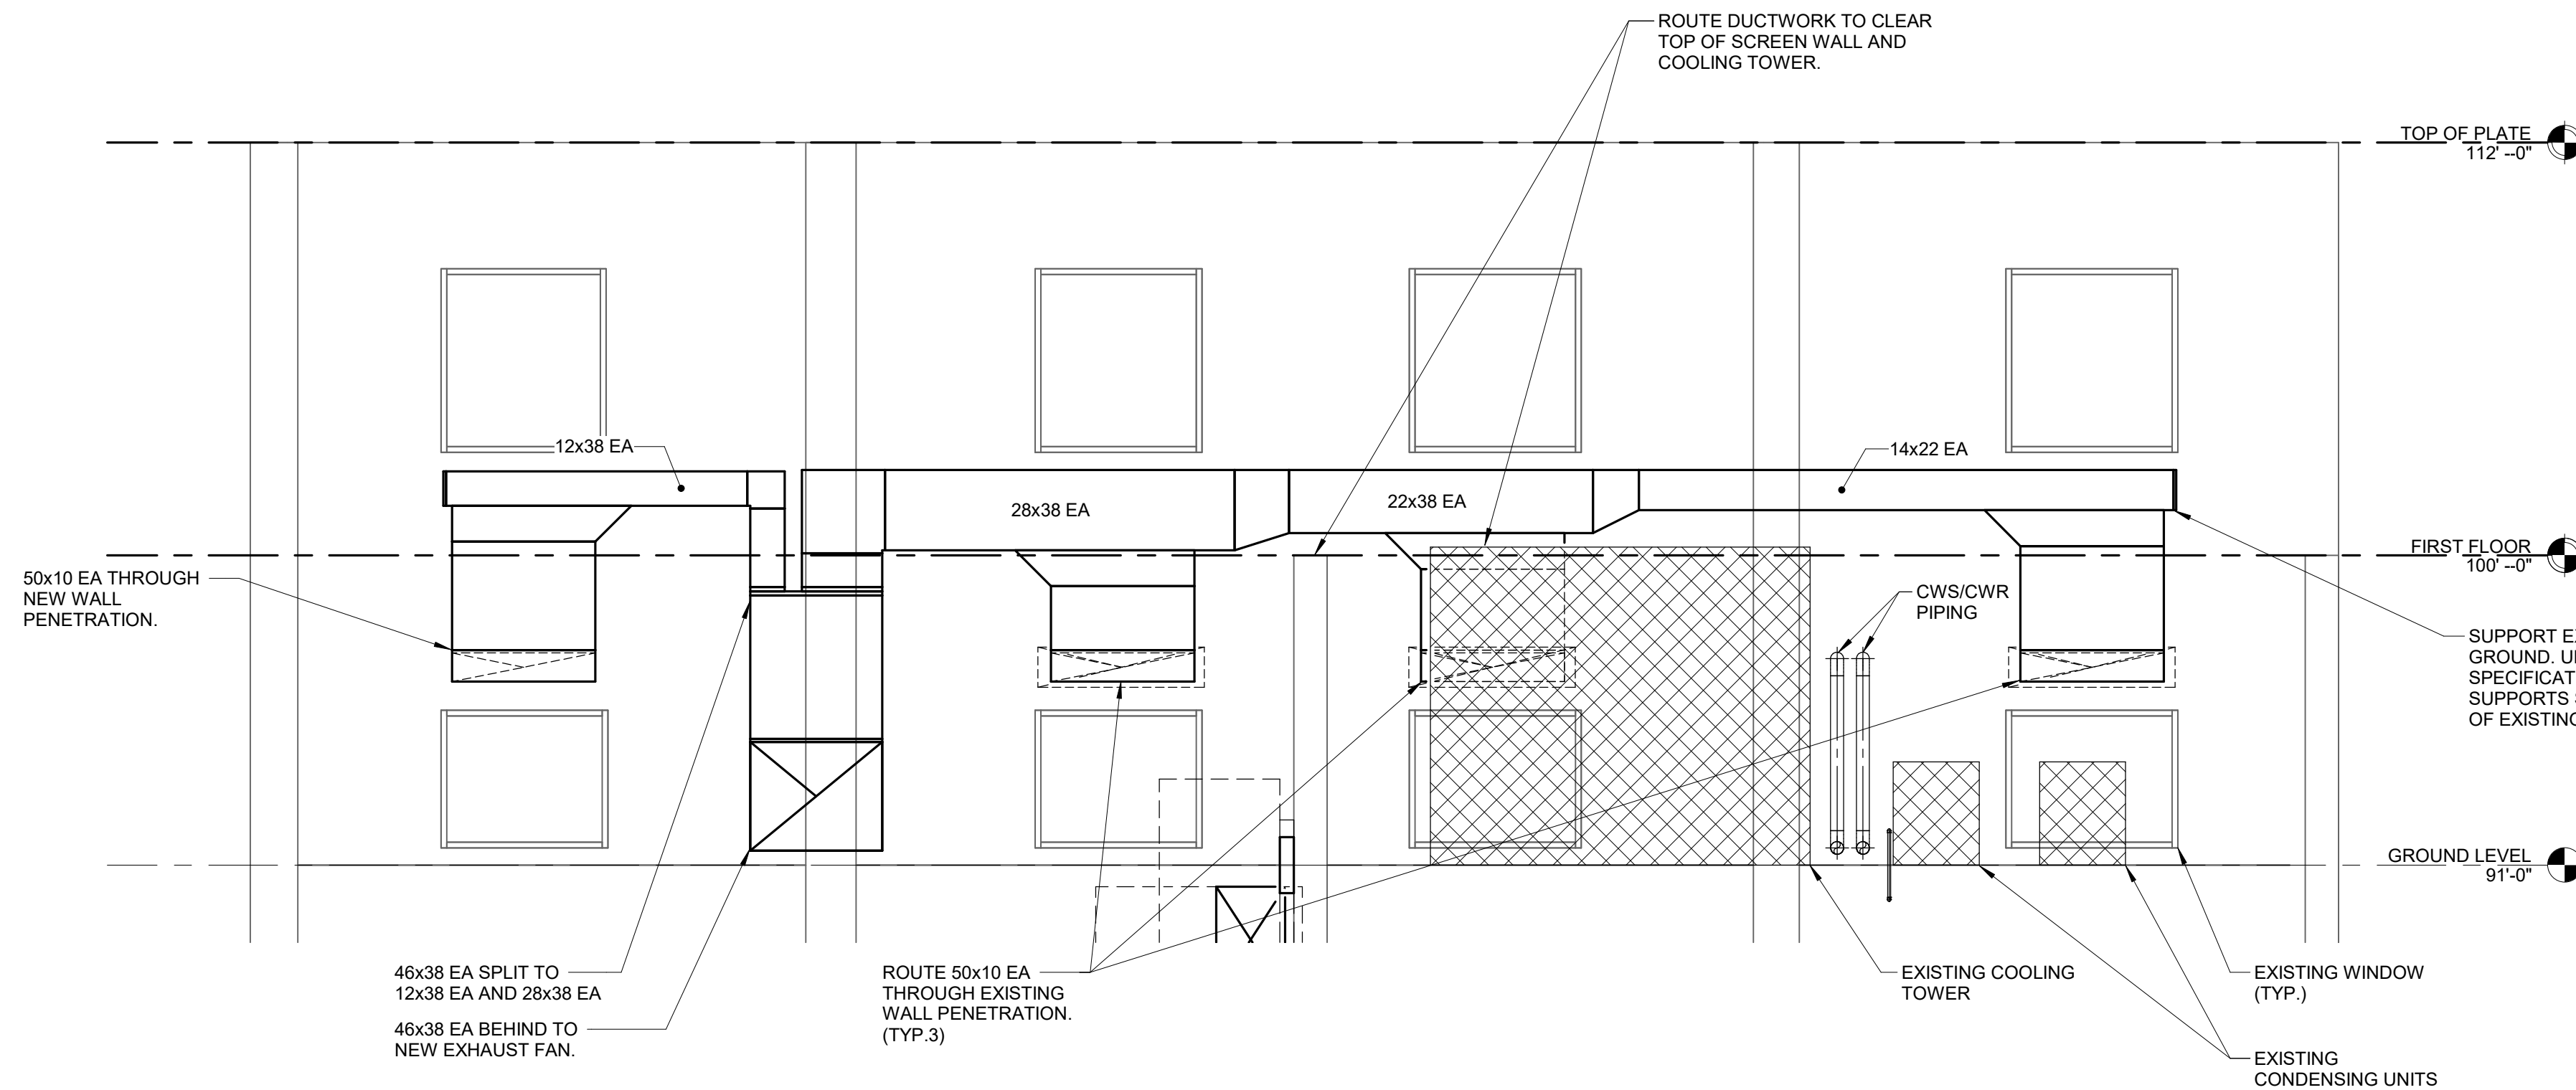 ROUTE DUCTWORK TO CLEAR
TOP OF SCREEN WALL AND
COOLING TOWER.
TOP OF PLATE
112' --0"
12x38 EA
14x22 EA
28x38 EA
22x38 EA
FIRST FLOOR
100' --0"
50x10 EA THROUGH
NEW WALL
PENETRATION.
CWS/CWR
PIPING
SUPPORT
GROUND.
SPECIFICAT
SUPPORTS
OF EXISTING
GROUND LEVEL
91'-0"
46x38 EA SPLIT TO
12x38 EA AND 28x38 EA
46x38 EA BEHIND TO
NEW EXHAUST FAN.
ROUTE 50x10 EA
THROUGH EXISTING
WALL PENETRATION.
(TYP.3)
EXISTING COOLING
TOWER
EXISTING WINDOW
(TYP.)
EXISTING
CONDENSING UNITS